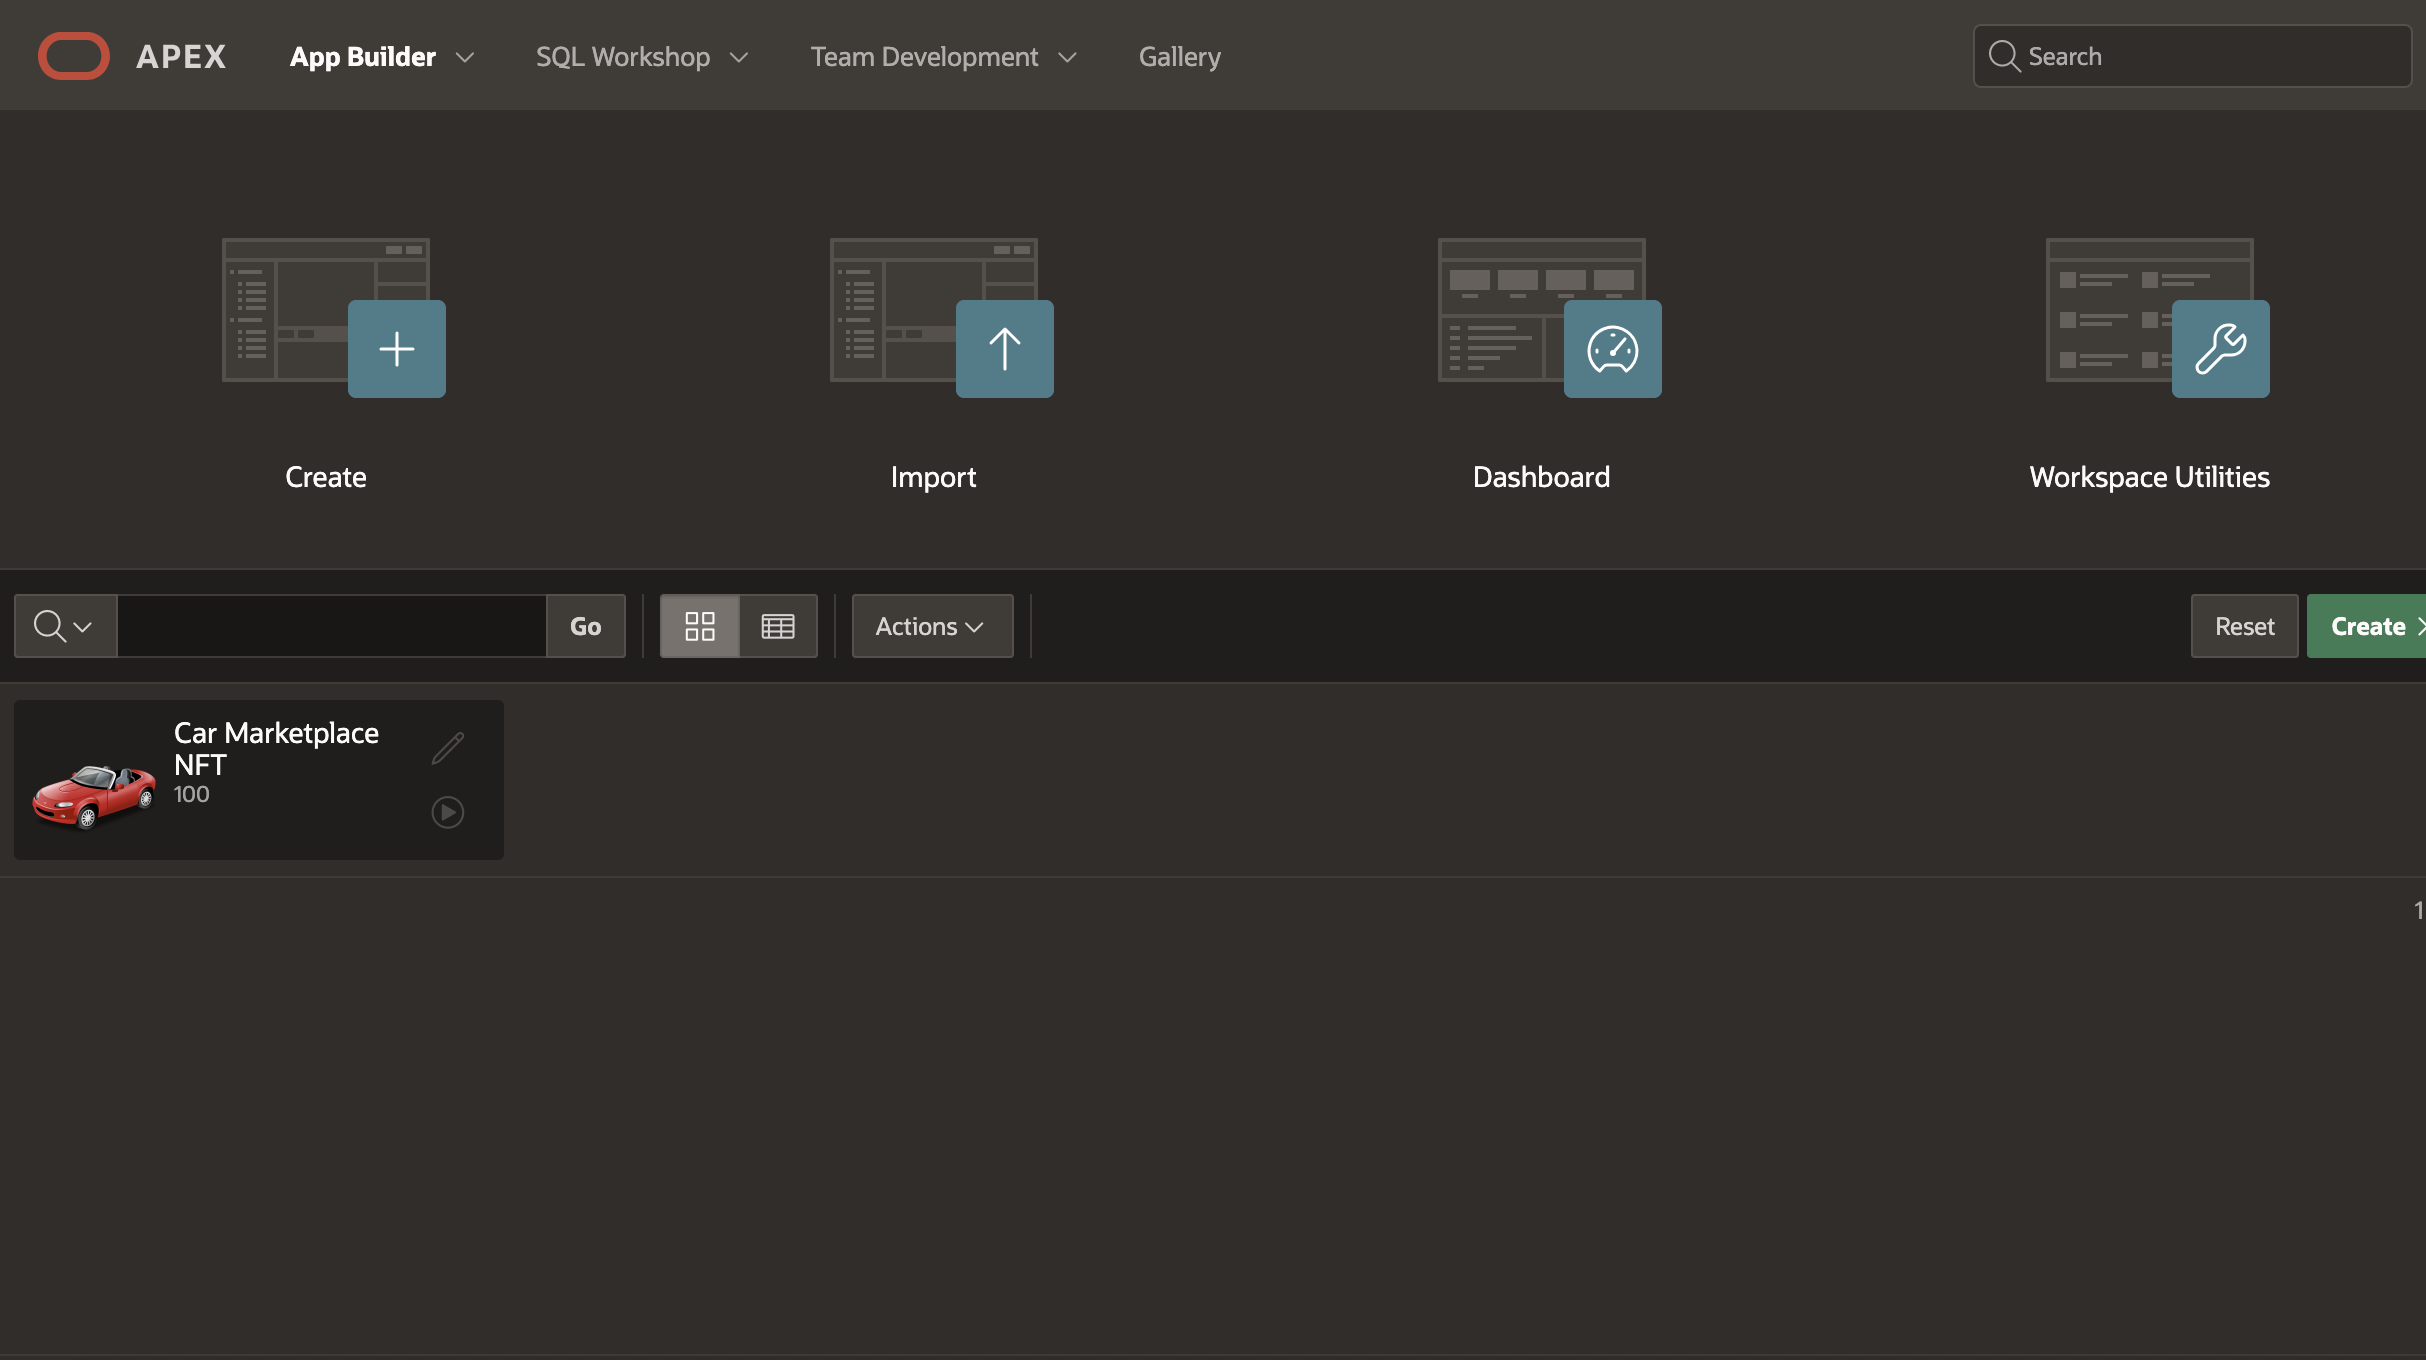 APEX App Builder SQL Workshop Team Development Gallery Search
Create Import Dashboard Workspace Utilities
Go Actions Reset Create
Car Marketplace
NFT
100
1